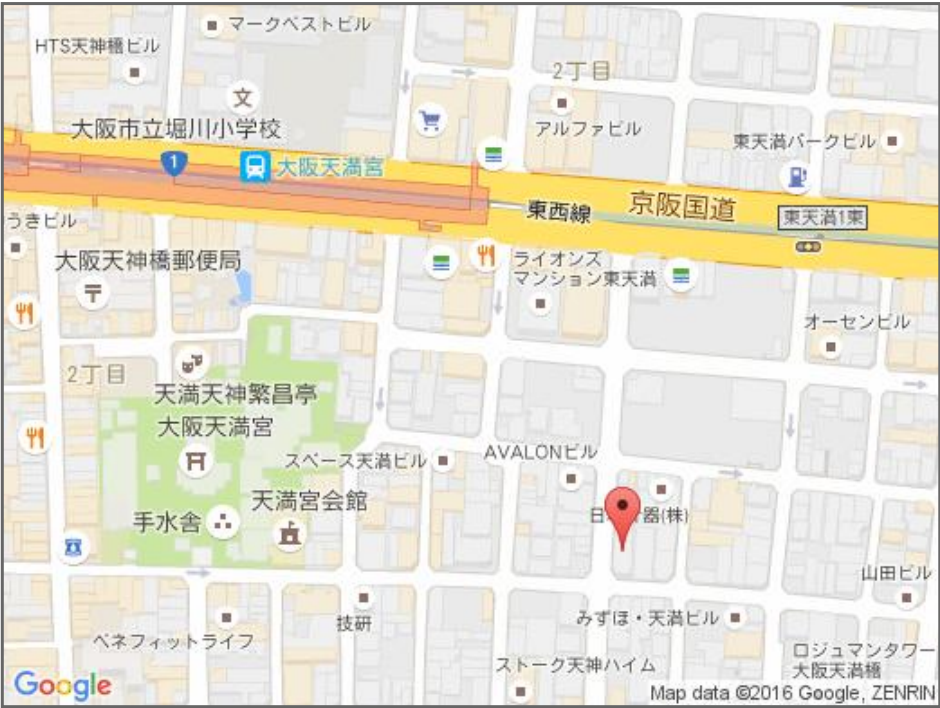 マークベストビル
HTS天神橋ビル
2丁目
アルファビル
大阪市立堀川小学校
東天満パークビル
1
大阪天満宮
京阪国道
東西線
東天満1東
うきビル
大阪天神橋郵便局
ライオンズ
マンション東天満
オーセンビル
2丁目
天満天神繁昌亭
大阪天満宮
スペース天満ビル
AVALONビル
天満宮会館
手水舎
器(株)
山田ビル
技研
みずほ・天満ビル
ベネフィットライフ
ロジュマンタワー
大阪天満橋
ストーク天神ハイム
Google
Map data ©2016 Google, ZENRIN